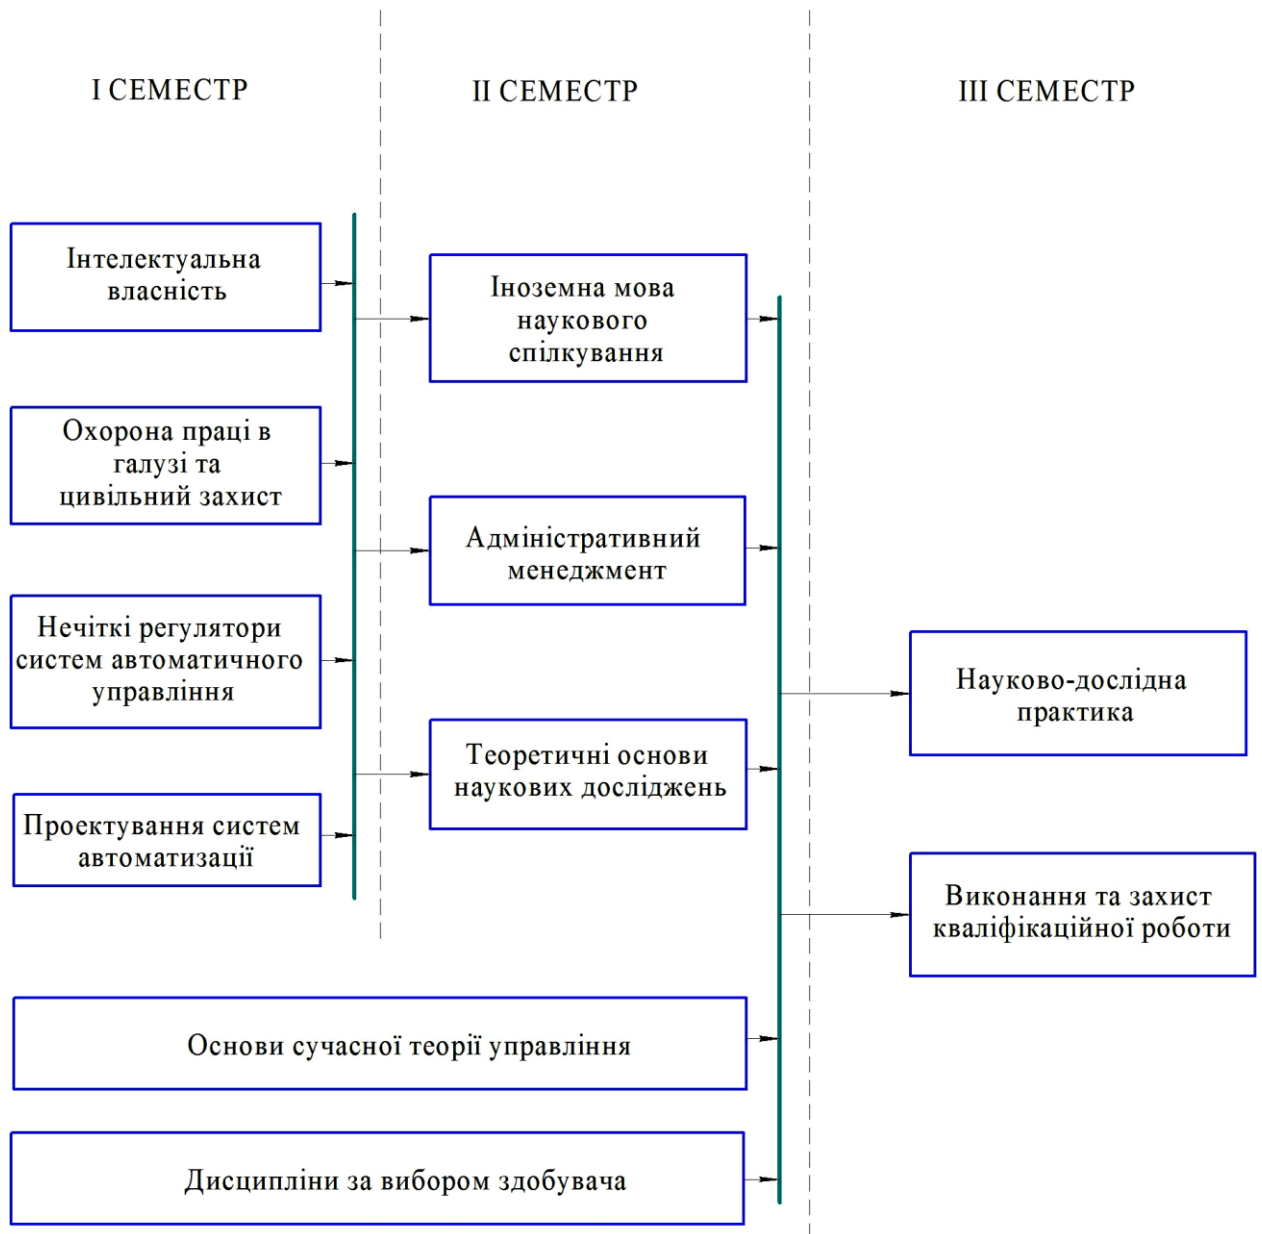 І СЕМЕСТР
ІІ СЕМЕСТР
ІІІ СЕМЕСТР
Інтелектуальна
власність
Охорона праці в
галузі та
цивільний захист
Нечіткі регулятори
систем автоматичного
управління
Проектування систем
автоматизації
Іноземна мова
наукового
спілкування
Адміністративний
менеджмент
Теоретичні основи
наукових досліджень
Науково-дослідна
практика
Виконання та захист
кваліфікаційної роботи
Основи сучасної теорії управління
Дисципліни за вибором здобувача